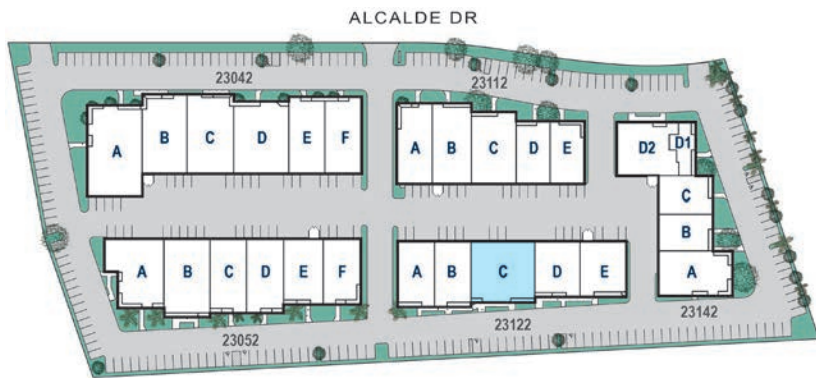 ALCALDE DR
23042
23112
A B C D E F
A B C D E
D2 D1
C
B
A
A B C D E F
A B C D E
23052
23122
23142